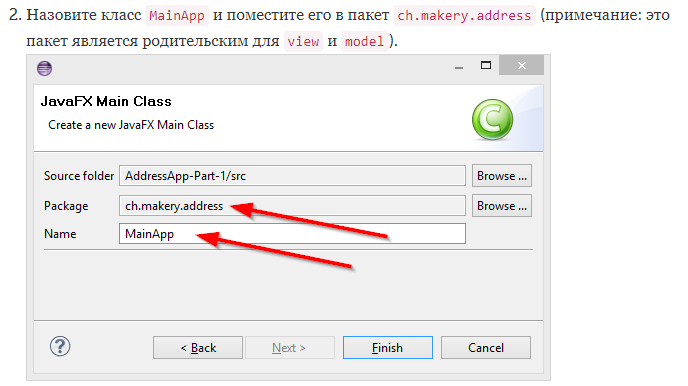 2. Назовите класс MainApp и поместите его в пакет ch.makery.address (примечание: это
пакет является родительским для view и model).
JavaFX Main Class
Create a new JavaFX Main Class
C
Source folder AddressApp-Part-1/src Browse ...
Package ch.makery.address Browse ...
Name MainApp
? < Back Next > Finish Cancel